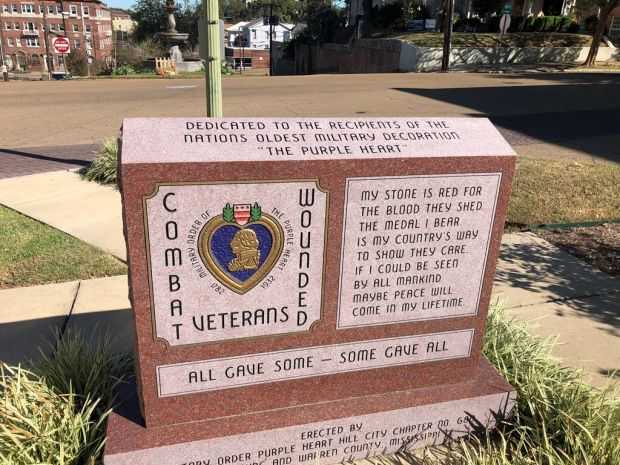 STOP
DEDICATED TO THE RECIPIENTS OF THE
NATIONS OLDEST MILITARY DECORATION
"THE PURPLE HEART"
COMBAT
WOUNDED
VETERANS
MILITARY ORDER OF THE PURPLE HEART
1782 1932
MY STONE IS RED FOR
THE BLOOD THEY SHED.
THE MEDAL I BEAR
IS MY COUNTRY'S WAY
TO SHOW THEY CARE.
IF I COULD BE SEEN
BY ALL MANKIND
MAYBE PEACE WILL
COME IN MY LIFETIME.
ALL GAVE SOME — SOME GAVE ALL
ERECTED BY
ORDER PURPLE HEART HILL CITY CHAPTER NO.
AND WARREN COUNTY, MISSISSIPPI